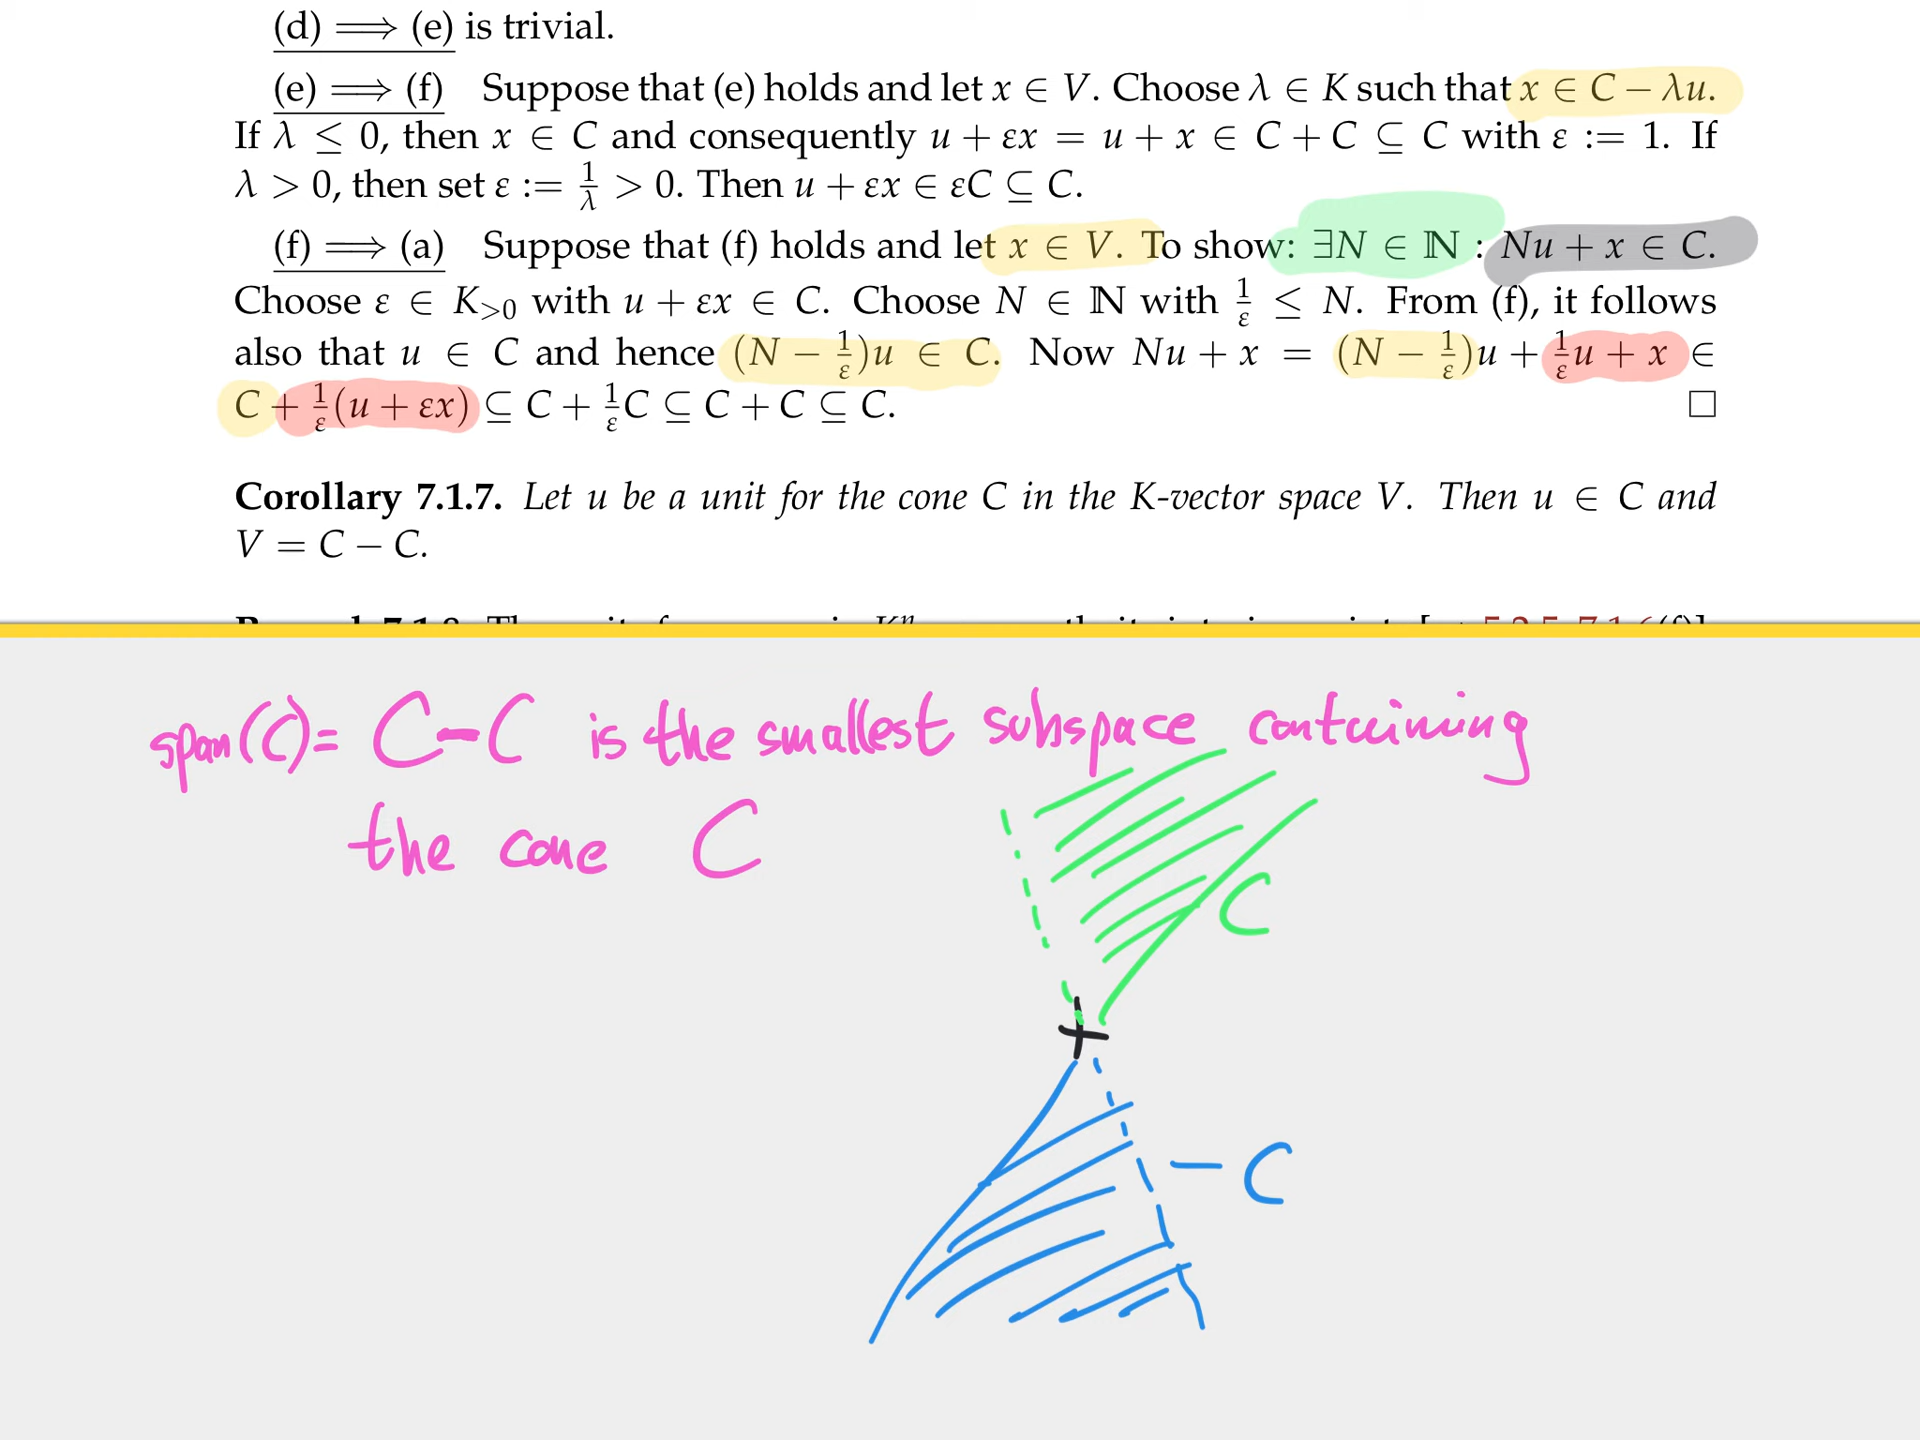 (d) ⟹ (e) is trivial.
(e) ⟹ (f) Suppose that (e) holds and let x ∈ V. Choose λ ∈ K such that x ∈ C − λu.
If λ ≤ 0, then x ∈ C and consequently u + εx = u + x ∈ C + C ⊆ C with ε := 1. If
λ > 0, then set ε := 1/λ > 0. Then u + εx ∈ εC ⊆ C.
(f) ⟹ (a) Suppose that (f) holds and let x ∈ V. To show: ∃N ∈ ℕ : Nu + x ∈ C.
Choose ε ∈ K>0 with u + εx ∈ C. Choose N ∈ ℕ with 1/ε ≤ N. From (f), it follows
also that u ∈ C and hence (N − 1/ε)u ∈ C. Now Nu + x = (N − 1/ε)u + 1/ε u + x ∈
C + 1/ε(u + εx) ⊆ C + 1/ε C ⊆ C + C ⊆ C. □
Corollary 7.1.7. Let u be a unit for the cone C in the K-vector space V. Then u ∈ C and
V = C − C.
span(C) = C − C is the smallest subspace containing
the cone C
C
− C